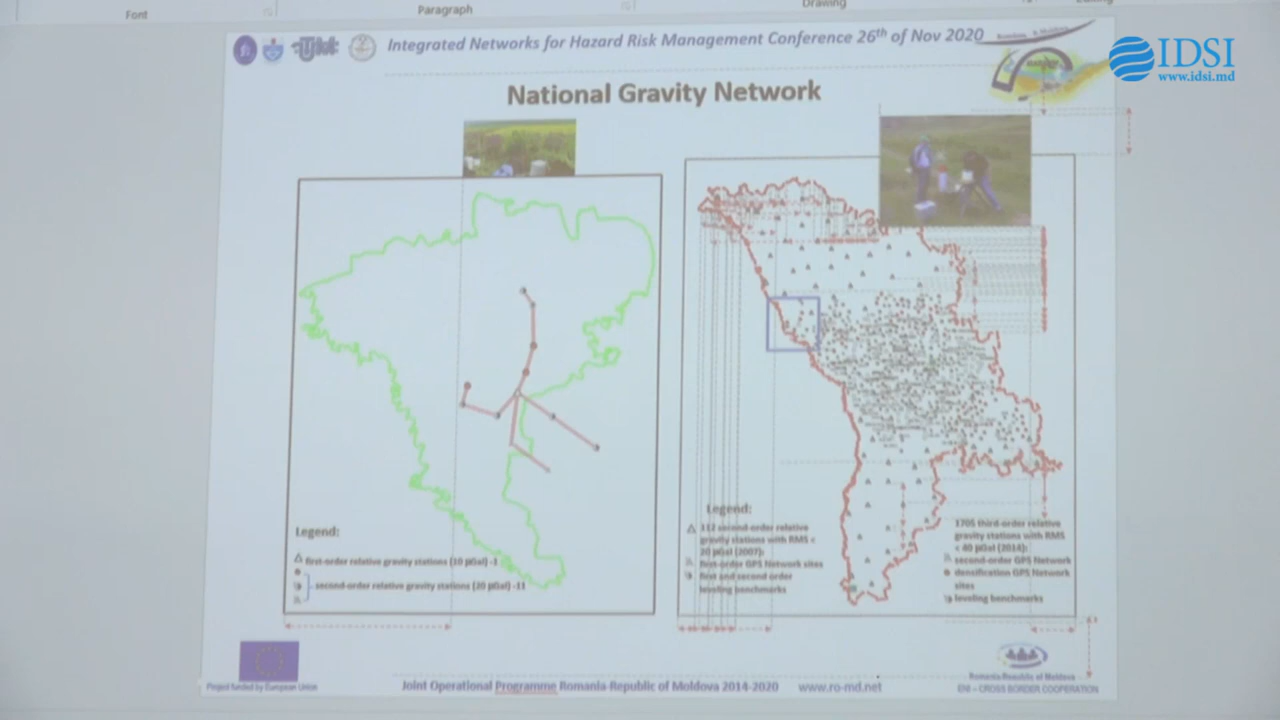 Font
Paragraph
Drawing
Integrated Networks for Hazard Risk Management Conference 26th of Nov 2020
IDSI
www.idsi.md
National Gravity Network
Legend:
first-order relative gravity stations (10 µGal) -1
second-order relative gravity stations (20 µGal) -11
Legend:
112 second-order relative
gravity stations with RMS <
20 µGal (2007):
first-order GPS Network sites
first and second order
leveling benchmarks
1705 third-order relative
gravity stations with RMS
< 40 µGal (2014):
second-order GPS Network
densification GPS Network
sites
leveling benchmarks
Project funded by European Union
Joint Operational Programme Romania-Republic of Moldova 2014-2020 www.ro-md.net
Romania-Republic of Moldova
ENI - CROSS BORDER COOPERATION